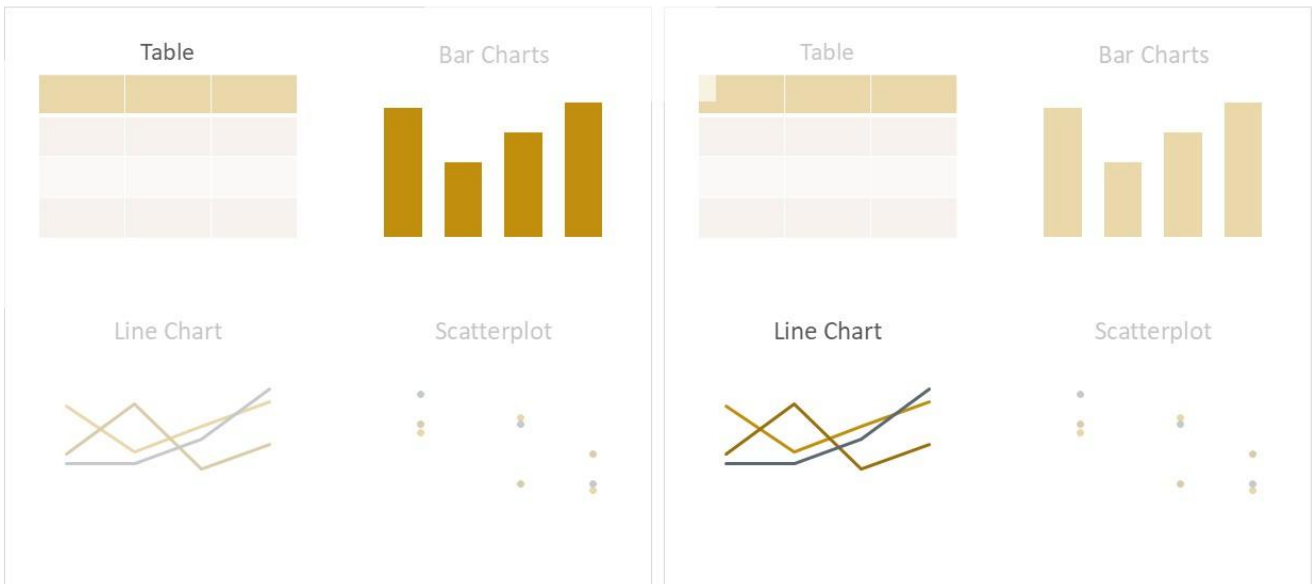 Table
Bar Charts
Line Chart
Scatterplot
Table
Bar Charts
Line Chart
Scatterplot